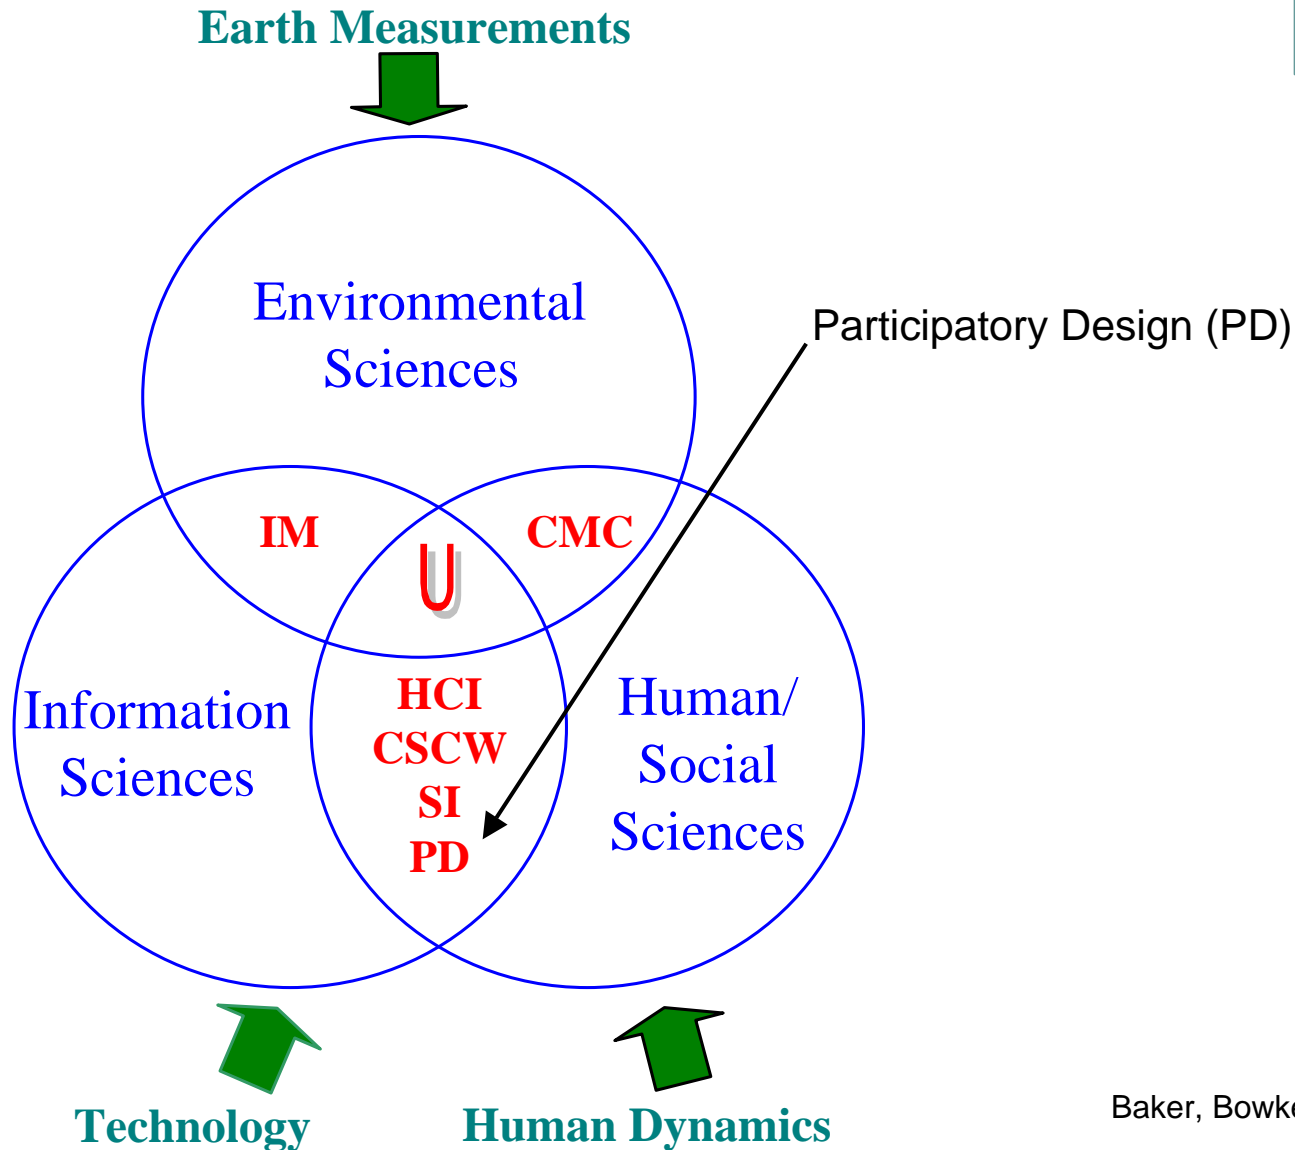 Earth Measurements
Environmental
Sciences
Participatory Design (PD)
IM
CMC
U
Information
Sciences
HCI
CSCW
SI
PD
Human/
Social
Sciences
Technology
Human Dynamics
Baker,